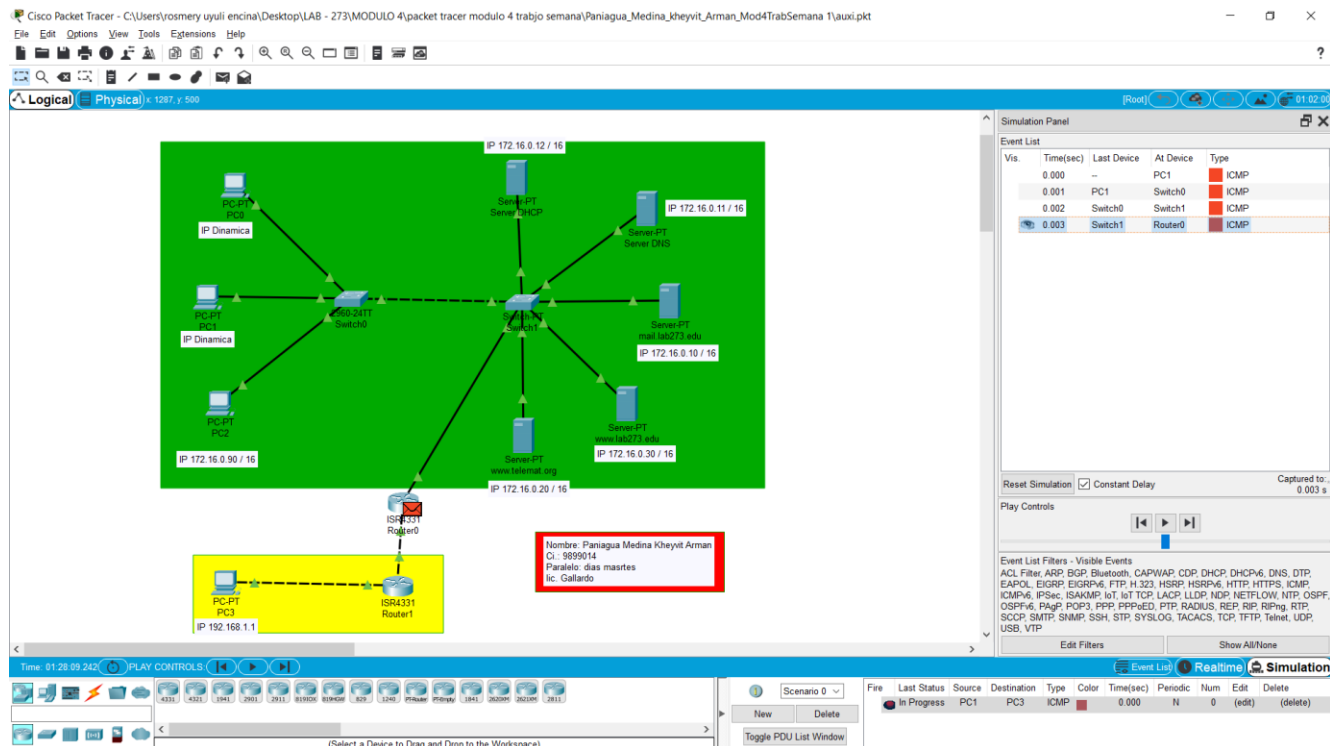 Cisco Packet Tracer - C:\Users\rosmery uyuli encina\Desktop\LAB - 273\MODULO 4\packet tracer modulo 4 trabjo semana\Paniagua_Medina_kheyvit_Arman_Mod4TrabSemana 1\auxi.pkt
File Edit Options View Tools Extensions Help
?
Logical Physical x: 1287, y: 500 [Root] 01:02:00
IP 172.16.0.12 / 16
PC-PT
PC0
IP Dinamica
Server-PT
Server DHCP
IP 172.16.0.11 / 16
Server-PT
Server DNS
PC-PT
PC1
IP Dinamica
2960-24TT
Switch0
Switch-PT
Switch1
Server-PT
mail.lab273.edu
IP 172.16.0.10 / 16
PC-PT
PC2
IP 172.16.0.90 / 16
Server-PT
www.lab273.edu
IP 172.16.0.30 / 16
Server-PT
www.telemat.org
IP 172.16.0.20 / 16
ISR4331
Router0
Nombre: Paniagua Medina Kheyvit Arman
Ci.: 9899014
Paralelo: dias masrtes
lic. Gallardo
PC-PT
PC3
IP 192.168.1.1
ISR4331
Router1
Simulation Panel
Event List
Vis. Time(sec) Last Device At Device Type
0.000 -- PC1 ICMP
0.001 PC1 Switch0 ICMP
0.002 Switch0 Switch1 ICMP
0.003 Switch1 Router0 ICMP
Reset Simulation Constant Delay Captured to:
0.003 s
Play Controls
Event List Filters - Visible Events
ACL Filter, ARP, BGP, Bluetooth, CAPWAP, CDP, DHCP, DHCPv6, DNS, DTP,
EAPOL, EIGRP, EIGRPv6, FTP, H.323, HSRP, HSRPv6, HTTP, HTTPS, ICMP,
ICMPv6, IPSec, ISAKMP, IoT, IoT TCP, LACP, LLDP, NDP, NETFLOW, NTP, OSPF,
OSPFv6, PAgP, POP3, PPP, PPPoED, PTP, RADIUS, REP, RIP, RIPng, RTP,
SCCP, SMTP, SNMP, SSH, STP, SYSLOG, TACACS, TCP, TFTP, Telnet, UDP,
USB, VTP
Edit Filters Show All/None
Time: 01:28:09.242 PLAY CONTROLS: Event List Realtime Simulation
4331 4321 1941 2901 2911 819IOX 819HGW 829 1240 PT-Router PT-Empty 1841 2620XM 2621XM 2811
(Select a Device to Drag and Drop to the Workspace)
Scenario 0
New Delete
Toggle PDU List Window
Fire Last Status Source Destination Type Color Time(sec) Periodic Num Edit Delete
In Progress PC1 PC3 ICMP 0.000 N 0 (edit) (delete)